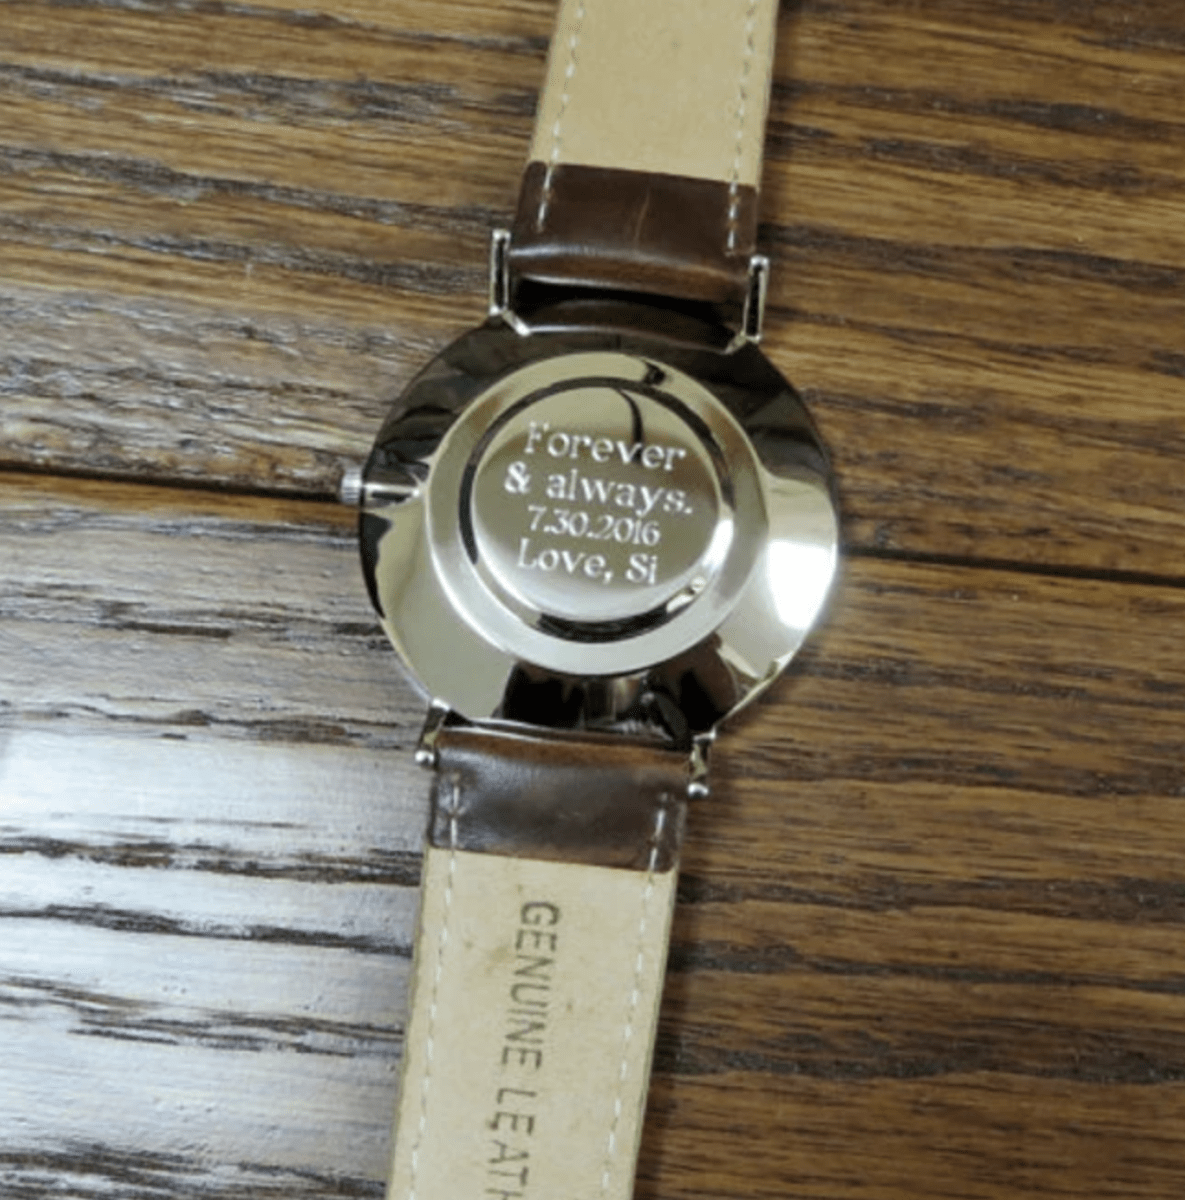 Forever
& always.
7.30.2016
Love, Si
GENUINE LEATH